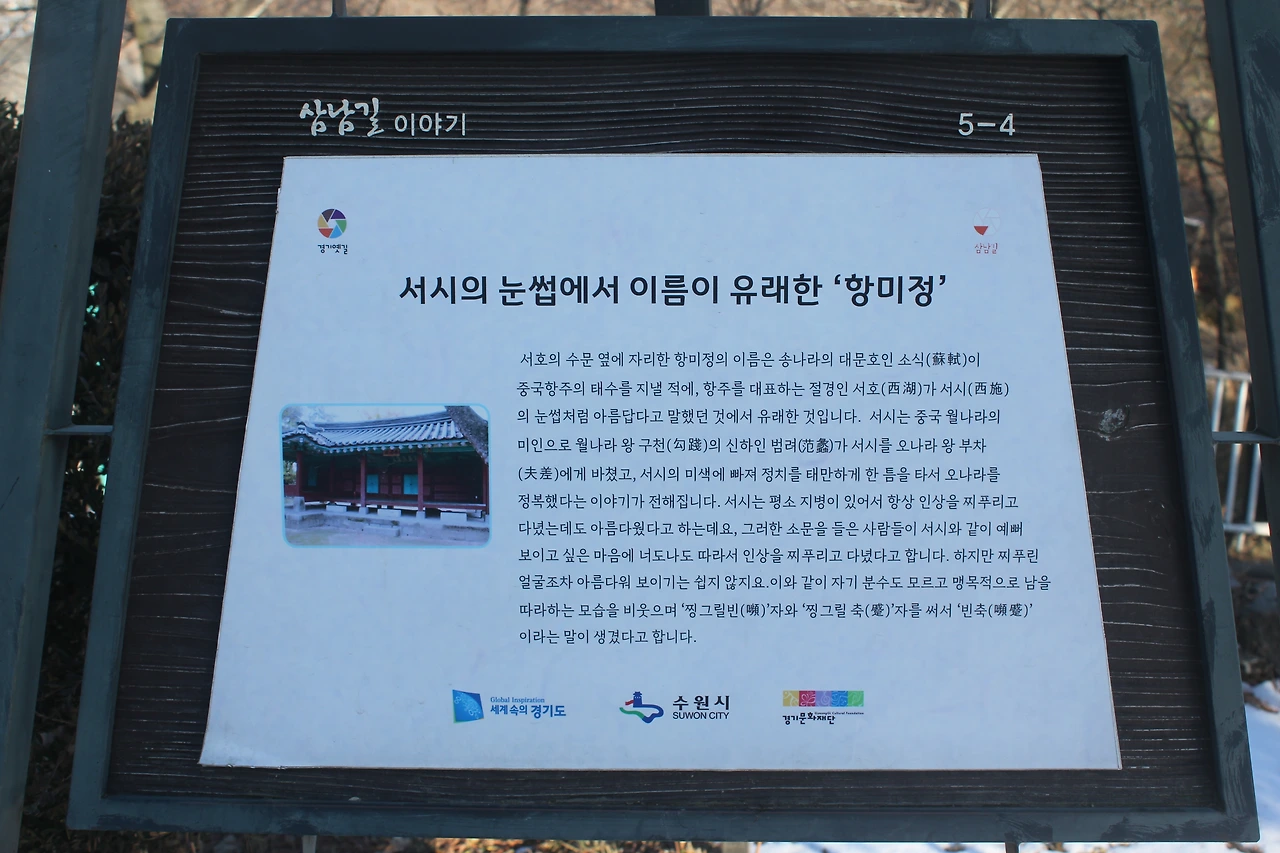 삼남길 이야기
5-4
경기옛길
삼남길
서시의 눈썹에서 이름이 유래한 ‘항미정’
서호의 수문 옆에 자리한 항미정의 이름은 송나라의 대문호인 소식(蘇軾)이
중국항주의 태수를 지낼 적에, 항주를 대표하는 절경인 서호(西湖)가 서시(西施)
의 눈썹처럼 아름답다고 말했던 것에서 유래한 것입니다. 서시는 중국 월나라의
미인으로 월나라 왕 구천(勾踐)의 신하인 범려(范蠡)가 서시를 오나라 왕 부차
(夫差)에게 바쳤고, 서시의 미색에 빠져 정치를 태만하게 한 틈을 타서 오나라를
정복했다는 이야기가 전해집니다. 서시는 평소 지병이 있어서 항상 인상을 찌푸리고
다녔는데도 아름다웠다고 하는데요, 그러한 소문을 들은 사람들이 서시와 같이 예뻐
보이고 싶은 마음에 너도나도 따라서 인상을 찌푸리고 다녔다고 합니다. 하지만 찌푸린
얼굴조차 아름다워 보이기는 쉽지 않지요.이와 같이 자기 분수도 모르고 맹목적으로 남을
따라하는 모습을 비웃으며 ‘찡그릴빈(嚬)’자와 ‘찡그릴 축(蹙)’자를 써서 ‘빈축(嚬蹙)’
이라는 말이 생겼다고 합니다.
Global Inspiration
세계 속의 경기도
수원시
SUWON CITY
경기문화재단